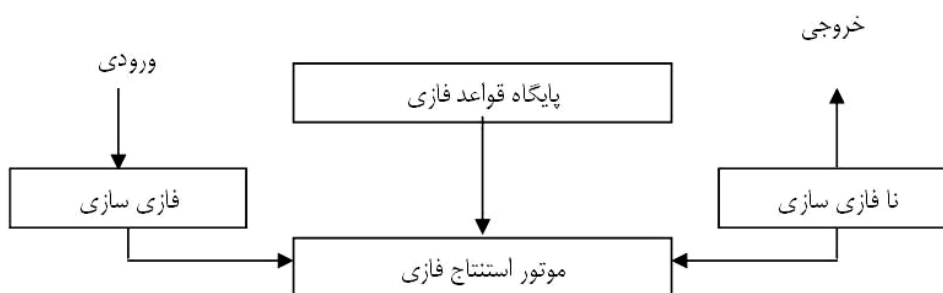 خروجی
ورودی
پایگاه قواعد فازی
فازی سازی
نا فازی سازی
موتور استنتاج فازی